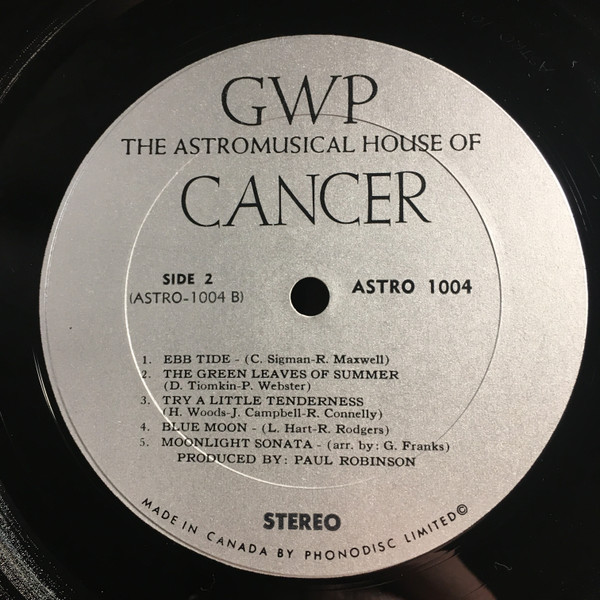 GWP
THE ASTROMUSICAL HOUSE OF
CANCER
SIDE 2
(ASTRO-1004 B)
ASTRO 1004
1. EBB TIDE - (C. Sigman-R. Maxwell)
2. THE GREEN LEAVES OF SUMMER
(D. Tiomkin-P. Webster)
3. TRY A LITTLE TENDERNESS
(H. Woods-J. Campbell-R. Connelly)
4. BLUE MOON - (L. Hart-R. Rodgers)
5. MOONLIGHT SONATA - (arr. by: G. Franks)
PRODUCED BY: PAUL ROBINSON
STEREO
MADE IN CANADA BY PHONODISC LIMITED©